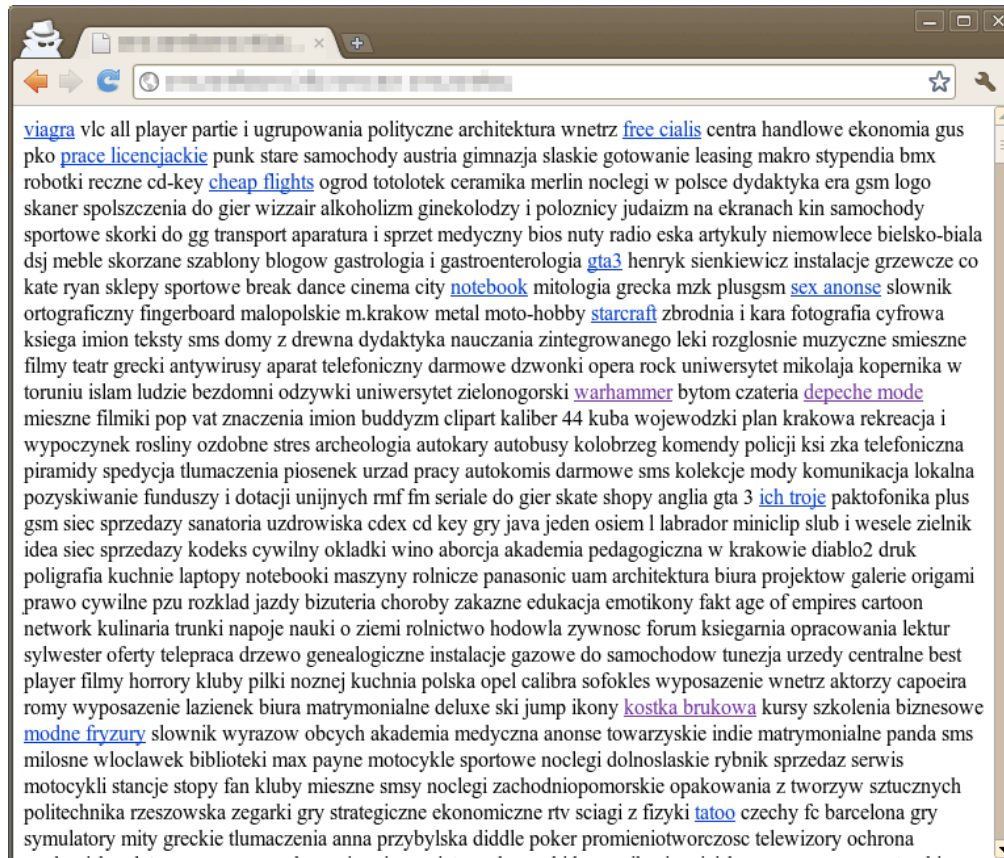 viagra vlc all player partie i ugrupowania polityczne architektura wnetrz free cialis centra handlowe ekonomia gus
pko prace licencjackie punk stare samochody austria gimnazja slaskie gotowanie leasing makro stypendia bmx
robotki reczne cd-key cheap flights ogrod totolotek ceramika merlin noclegi w polsce dydaktyka era gsm logo
skaner spolszczenia do gier wizzair alkoholizm ginekolodzy i poloznicy judaizm na ekranach kin samochody
sportowe skorki do gg transport aparatura i sprzet medyczny bios nuty radio eska artykuly niemowlece bielsko-biala
dsj meble skorzane szablony blogow gastrologia i gastroenterologia gta3 henryk sienkiewicz instalacje grzewcze co
kate ryan sklepy sportowe break dance cinema city notebook mitologia grecka mzk plusgsm sex anonse slownik
ortograficzny fingerboard malopolskie m.krakow metal moto-hobby starcraft zbrodnia i kara fotografia cyfrowa
ksiega imion teksty sms domy z drewna dydaktyka nauczania zintegrowanego leki rozglosnie muzyczne smieszne
filmy teatr grecki antywirusy aparat telefoniczny darmowe dzwonki opera rock uniwersytet mikolaja kopernika w
toruniu islam ludzie bezdomni odzywki uniwersytet zielonogorski warhammer bytom czateria depeche mode
mieszne filmiki pop vat znaczenia imion buddyzm clipart kaliber 44 kuba wojewodzki plan krakowa rekreacja i
wypoczynek rosliny ozdobne stres archeologia autokary autobusy kolobrzeg komendy policji ksi zka telefoniczna
piramidy spedycja tlumaczenia piosenek urzad pracy autokomis darmowe sms kolekcje mody komunikacja lokalna
pozyskiwanie funduszy i dotacji unijnych rmf fm seriale do gier skate shopy anglia gta 3 ich troje paktofonika plus
gsm siec sprzedazy sanatoria uzdrowiska cdex cd key gry java jeden osiem l labrador miniclip slub i wesele zielnik
idea siec sprzedazy kodeks cywilny okladki wino aborcja akademia pedagogiczna w krakowie diablo2 druk
poligrafia kuchnie laptopy notebooki maszyny rolnicze panasonic uam architektura biura projektow galerie origami
prawo cywilne pzu rozklad jazdy bizuteria choroby zakazne edukacja emotikony fakt age of empires cartoon
network kulinaria trunki napoje nauki o ziemi rolnictwo hodowla zywnosc forum ksiegarnia opracowania lektur
sylwester oferty telepraca drzewo genealogiczne instalacje gazowe do samochodow tunezja urzedy centralne best
player filmy horrory kluby pilki noznej kuchnia polska opel calibra sofokles wyposazenie wnetrz aktorzy capoeira
romy wyposazenie lazienek biura matrymonialne deluxe ski jump ikony kostka brukowa kursy szkolenia biznesowe
modne fryzury slownik wyrazow obcych akademia medyczna anonse towarzyskie indie matrymonialne panda sms
milosne wloclawek biblioteki max payne motocykle sportowe noclegi dolnoslaskie rybnik sprzedaz serwis
motocykli stancje stopy fan kluby mieszne smsy noclegi zachodniopomorskie opakowania z tworzyw sztucznych
politechnika rzeszowska zegarki gry strategiczne ekonomiczne rtv sciagi z fizyki tatoo czechy fc barcelona gry
symulatory mity greckie tlumaczenia anna przybylska diddle poker promieniotworczosc telewizory ochrona